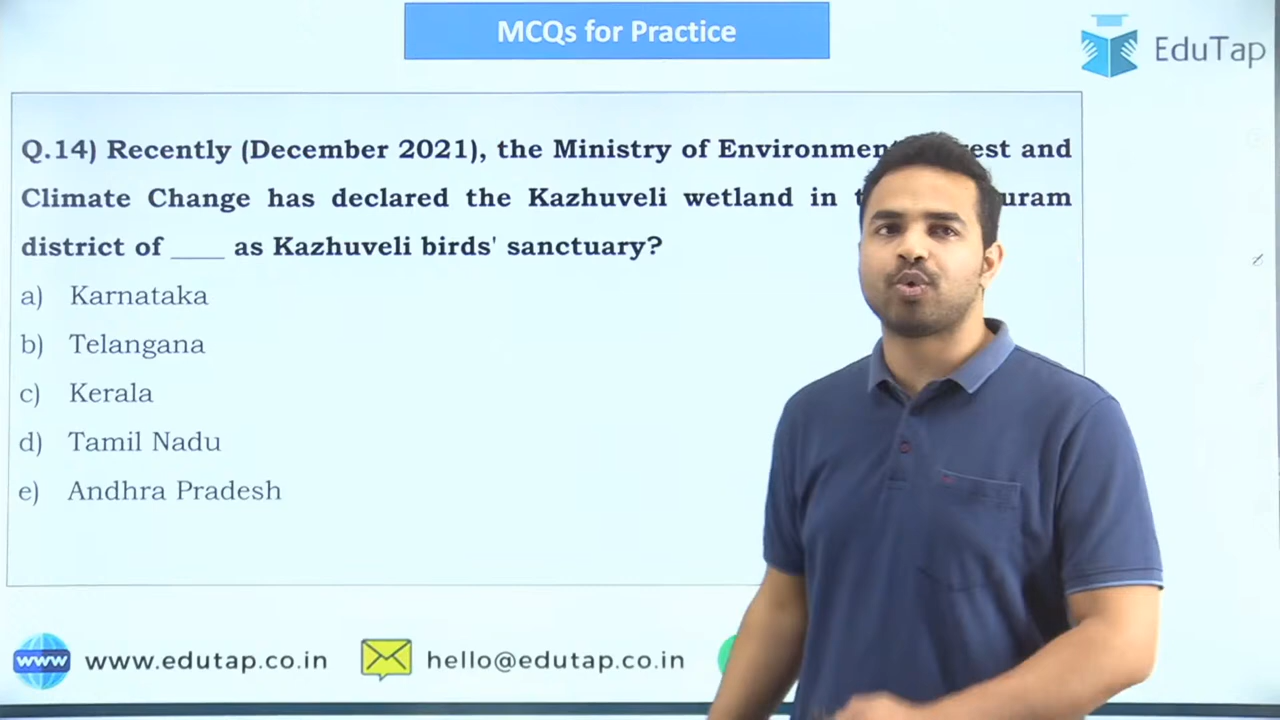 MCQs for Practice
EduTap
Q.14) Recently (December 2021), the Ministry of Environment and
Climate Change has declared the Kazhuveli wetland in
district of ____ as Kazhuveli birds' sanctuary?
a) Karnataka
b) Telangana
c) Kerala
d) Tamil Nadu
e) Andhra Pradesh
www www.edutap.co.in hello@edutap.co.in